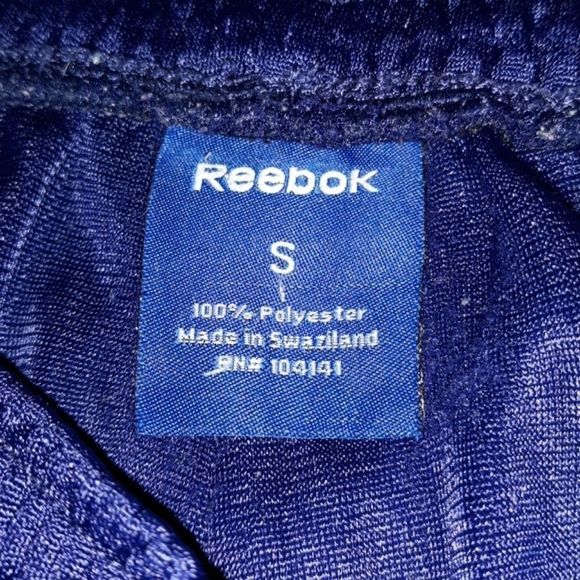 Reebok
S
100% Polyester
Made in Swaziland
RN# 104141